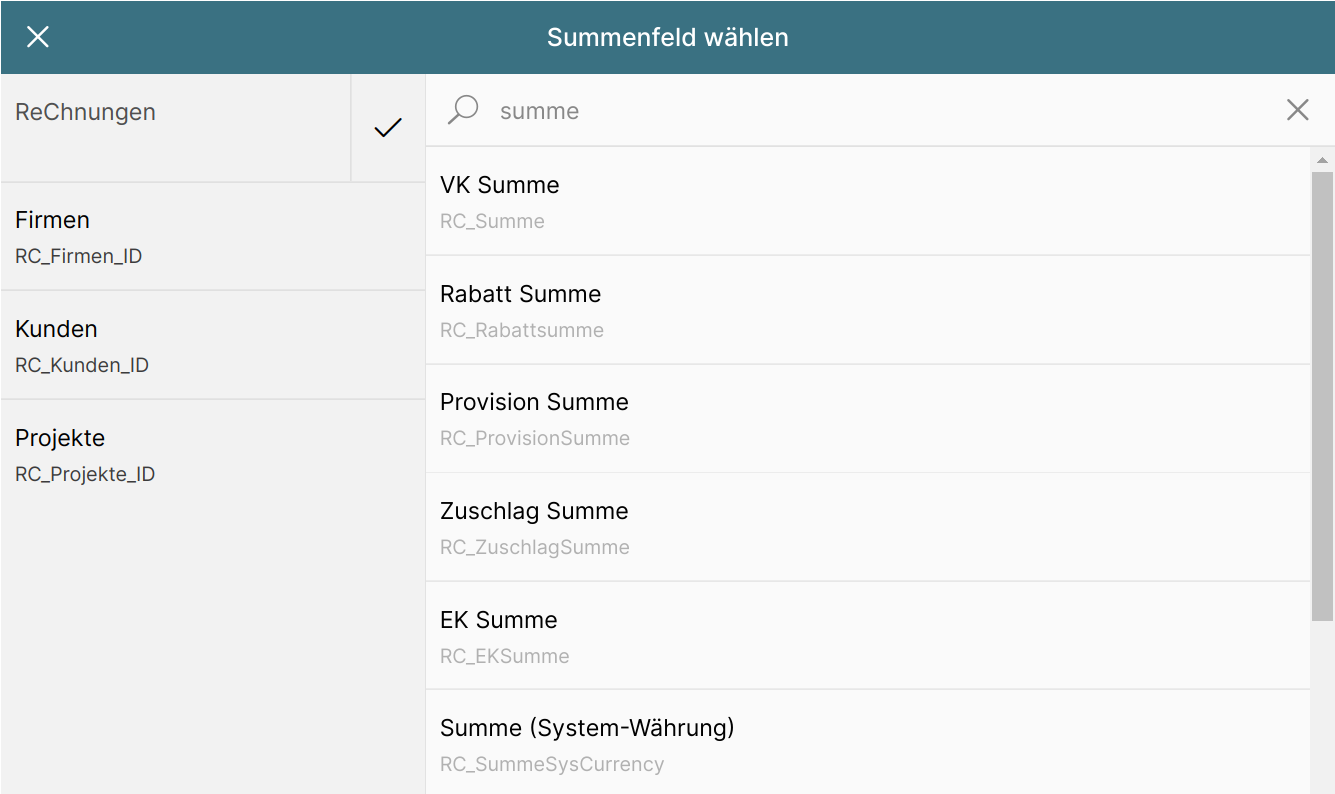 Summenfeld wählen
ReChnungen
Firmen
RC_Firmen_ID
Kunden
RC_Kunden_ID
Projekte
RC_Projekte_ID
summe
VK Summe
RC_Summe
Rabatt Summe
RC_Rabattsumme
Provision Summe
RC_ProvisionSumme
Zuschlag Summe
RC_ZuschlagSumme
EK Summe
RC_EKSumme
Summe (System-Währung)
RC_SummeSysCurrency